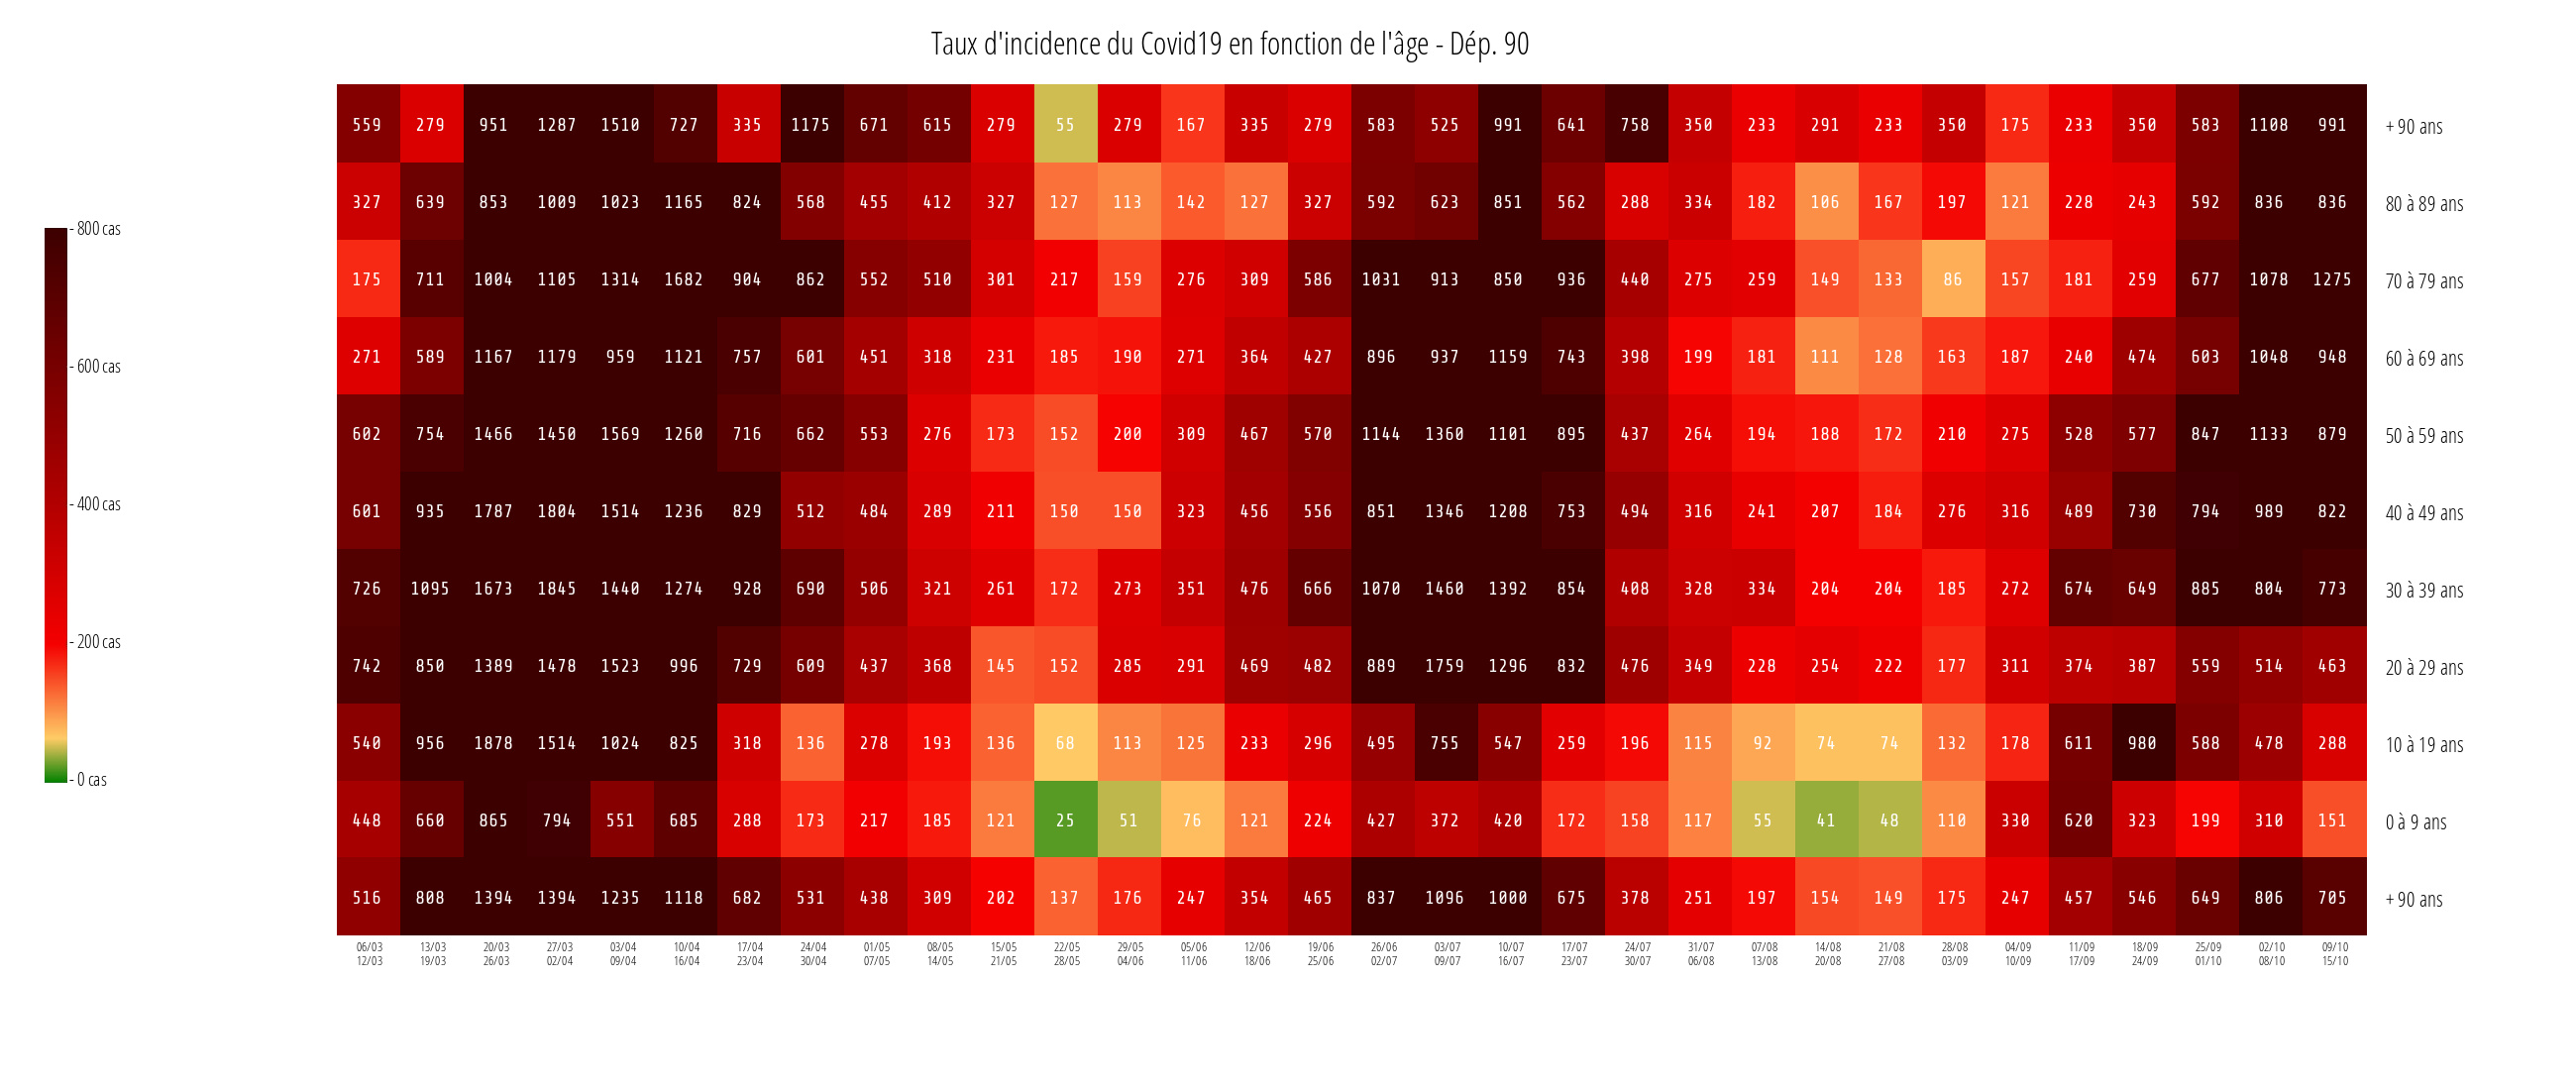 Taux d'incidence du Covid19 en fonction de l'âge - Dép. 90
- 800 cas
- 600 cas
- 400 cas
- 200 cas
- 0 cas
559 279 951 1287 1510 727 335 1175 671 615 279 55 279 167 335 279 583 525 991 641 758 350 233 291 233 350 175 233 350 583 1108 991 + 90 ans
327 639 853 1009 1023 1165 824 568 455 412 327 127 113 142 127 327 592 623 851 562 288 334 182 106 167 197 121 228 243 592 836 836 80 à 89 ans
175 711 1004 1105 1314 1682 904 862 552 510 301 217 159 276 309 586 1031 913 850 936 440 275 259 149 133 86 157 181 259 677 1078 1275 70 à 79 ans
271 589 1167 1179 959 1121 757 601 451 318 231 185 190 271 364 427 896 937 1159 743 398 199 181 111 128 163 187 240 474 603 1048 948 60 à 69 ans
602 754 1466 1450 1569 1260 716 662 553 276 173 152 200 309 467 570 1144 1360 1101 895 437 264 194 188 172 210 275 528 577 847 1133 879 50 à 59 ans
601 935 1787 1804 1514 1236 829 512 484 289 211 150 150 323 456 556 851 1346 1208 753 494 316 241 207 184 276 316 489 730 794 989 822 40 à 49 ans
726 1095 1673 1845 1440 1274 928 690 506 321 261 172 273 351 476 666 1070 1460 1392 854 408 328 334 204 204 185 272 674 649 885 804 773 30 à 39 ans
742 850 1389 1478 1523 996 729 609 437 368 145 152 285 291 469 482 889 1759 1296 832 476 349 228 254 222 177 311 374 387 559 514 463 20 à 29 ans
540 956 1878 1514 1024 825 318 136 278 193 136 68 113 125 233 296 495 755 547 259 196 115 92 74 74 132 178 611 980 588 478 288 10 à 19 ans
448 660 865 794 551 685 288 173 217 185 121 25 51 76 121 224 427 372 420 172 158 117 55 41 48 110 330 620 323 199 310 151 0 à 9 ans
516 808 1394 1394 1235 1118 682 531 438 309 202 137 176 247 354 465 837 1096 1000 675 378 251 197 154 149 175 247 457 546 649 806 705 + 90 ans
06/03 13/03 20/03 27/03 03/04 10/04 17/04 24/04 01/05 08/05 15/05 22/05 29/05 05/06 12/06 19/06 26/06 03/07 10/07 17/07 24/07 31/07 07/08 14/08 21/08 28/08 04/09 11/09 18/09 25/09 02/10 09/10
12/03 19/03 26/03 02/04 09/04 16/04 23/04 30/04 07/05 14/05 21/05 28/05 04/06 11/06 18/06 25/06 02/07 09/07 16/07 23/07 30/07 06/08 13/08 20/08 27/08 03/09 10/09 17/09 24/09 01/10 08/10 15/10